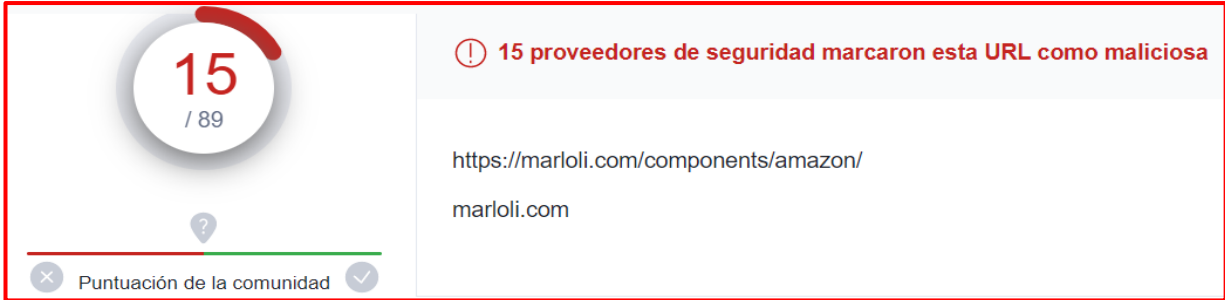 15
/ 89
?
Puntuación de la comunidad
15 proveedores de seguridad marcaron esta URL como maliciosa
https://marloli.com/components/amazon/
marloli.com